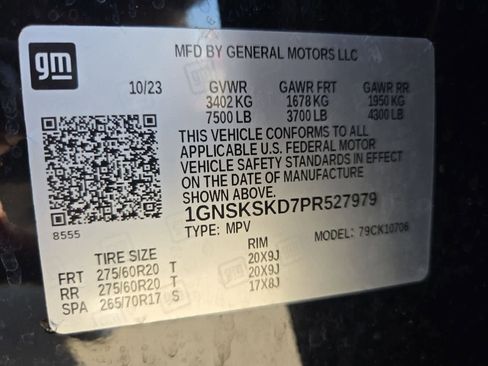 gm
MFD BY GENERAL MOTORS LLC
10/23 GVWR GAWR FRT GAWR RR
3402 KG 1678 KG 1950 KG
7500 LB 3700 LB 4300 LB
THIS VEHICLE CONFORMS TO ALL
APPLICABLE U.S. FEDERAL MOTOR
VEHICLE SAFETY STANDARDS IN EFFECT
ON THE DATE OF MANUFACTURE
SHOWN ABOVE.
1GNSKSKD7PR527979
8555 TYPE: MPV MODEL: 79CK10706
TIRE SIZE RIM
FRT 275/60R20 T 20X9J
RR 275/60R20 T 20X9J
SPA 265/70R17 S 17X8J